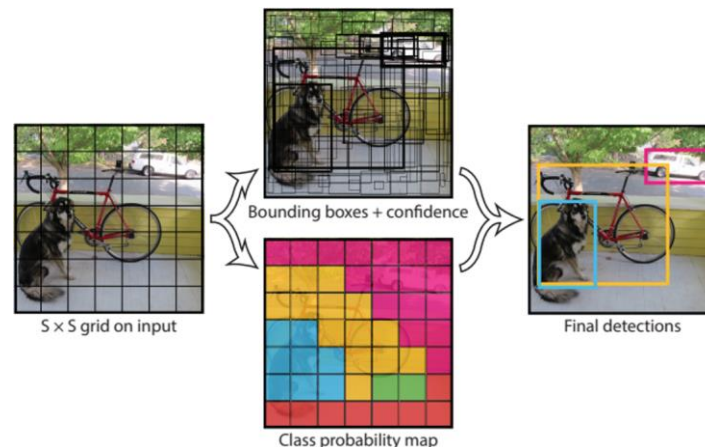 Bounding boxes + confidence
S × S grid on input
Final detections
Class probability map